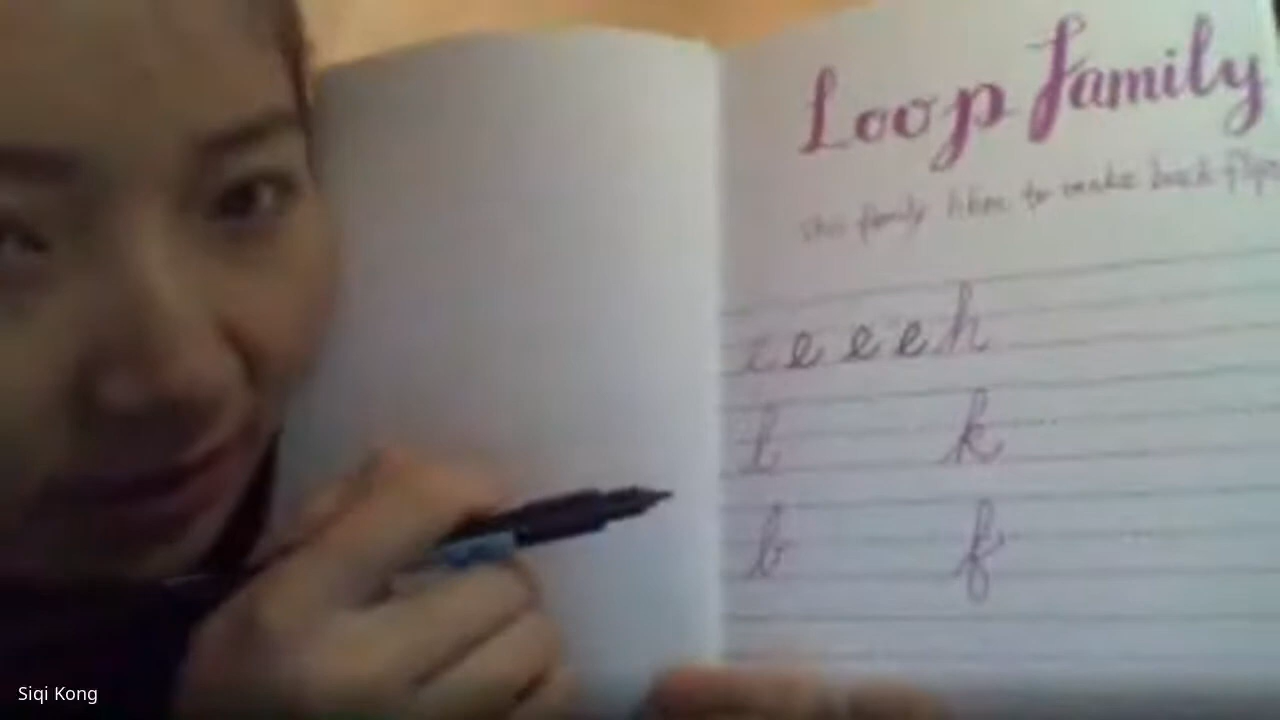 Loop family
this family likes to make back flips
e e e e h
l k
b f
Siqi Kong